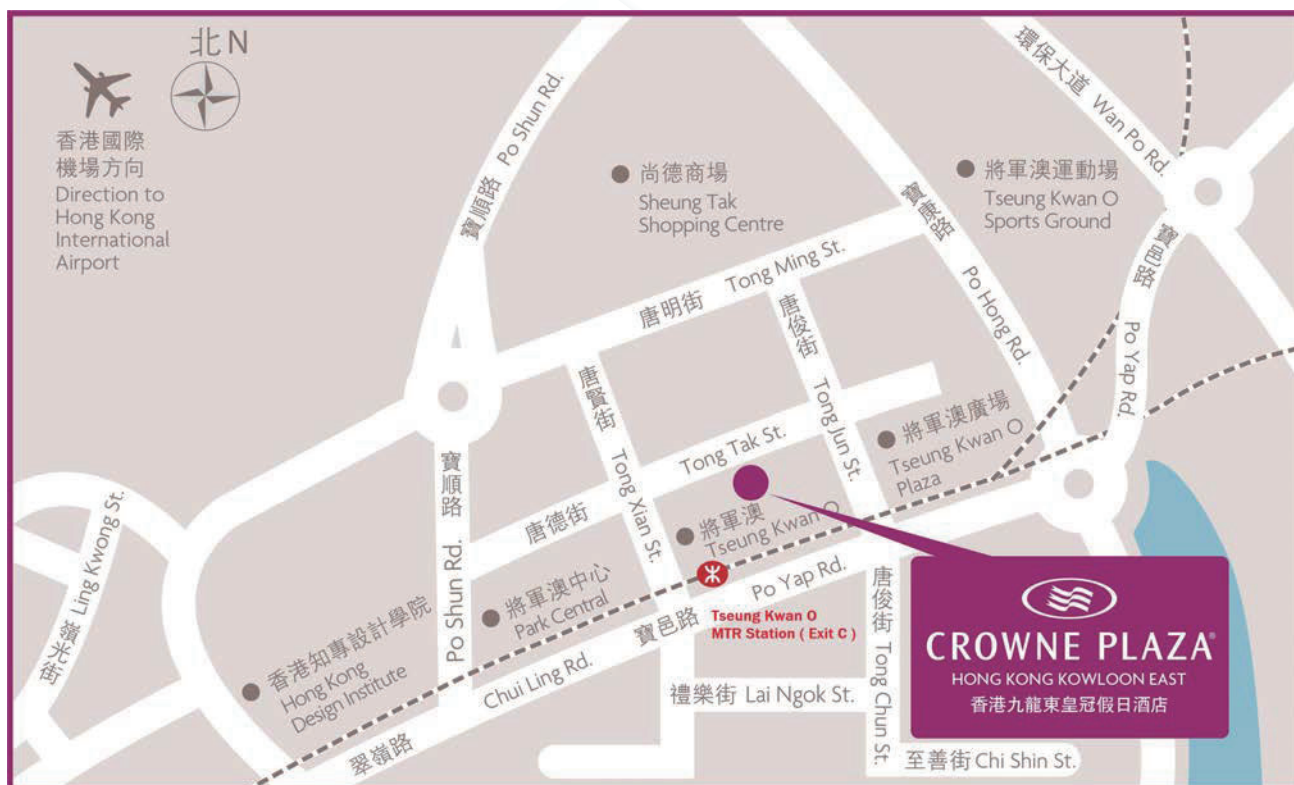 北 N
香港國際
機場方向
Direction to
Hong Kong
International
Airport
寶順路 Po Shun Rd.
尚德商場
Sheung Tak
Shopping Centre
環保大道 Wan Po Rd.
將軍澳運動場
Tseung Kwan O
Sports Ground
寶康路 Po Hong Rd.
寶邑路 Po Yap Rd.
唐明街 Tong Ming St.
唐賢街 Tong Xian St.
唐俊街 Tong Jun St.
唐德街 Tong Tak St.
將軍澳廣場
Tseung Kwan O
Plaza
將軍澳
Tseung Kwan O
寶順路 Po Shun Rd.
嶺光街 Ling Kwong St.
將軍澳中心
Park Central
香港知專設計學院
Hong Kong
Design Institute
Tseung Kwan O
MTR Station ( Exit C )
寶邑路 Po Yap Rd.
翠嶺路 Chui Ling Rd.
禮樂街 Lai Ngok St.
唐俊街 Tong Chun St.
至善街 Chi Shin St.
CROWNE PLAZA®
HONG KONG KOWLOON EAST
香港九龍東皇冠假日酒店